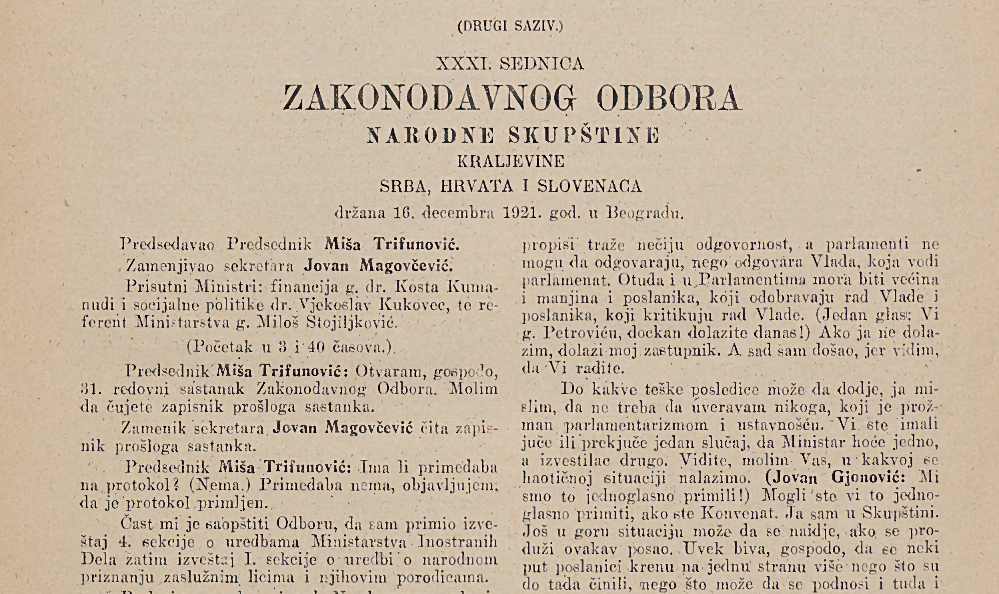 (DRUGI SAZIV.)
XXXI. SEDNICA
ZAKONODAVNOG ODBORA
NARODNE SKUPŠTINE
KRALJEVINE
SRBA, HRVATA I SLOVENACA
držana 16. decembra 1921. god. u Beogradu.
Predsedavao Predsednik Miša Trifunović.
Zamenjivao sekretara Jovan Magovčević.
Prisutni Ministri: financija g. dr. Kosta Kuma-
nudi i socijalne politike dr. Vjekoslav Kukovec, te re-
ferent Ministarstva g. Miloš Stojiljković.
(Početak u 3 i 40 časova.)
Predsednik Miša Trifunović: Otvaram, gospodo,
31. redovni sastanak Zakonodavnog Odbora. Molim
da čujete zapisnik prošloga sastanka.
Zamenik sekretara Jovan Magovčević čita zapis-
nik prošloga sastanka.
Predsednik Miša Trifunović: Ima li primedaba
na protokol? (Nema.) Primedaba nema, objavljujem,
da je protokol primljen.
Čast mi je saopštiti Odboru, da sam primio izve-
štaj 4. sekcije o uredbama Ministarstva Inostranih
Dela zatim izveštaj I. sekcije o uredbi o narodnom
priznanju zaslužnim licima i njihovim porodicama.
propisi traže nečiju odgovornost, a parlamenti ne
mogu da odgovaraju, nego odgovara Vlada, koja vodi
parlamenat. Otuda i u Parlamentima mora biti većina
i manjina i poslanika, koji odobravaju rad Vlade i
poslanika, koji kritikuju rad Vlade. (Jedan glas: Vi
g. Petroviću, dockan dolazite danas!) Ako ja ne dola-
zim, dolazi moj zastupnik. A sad sam došao, jer vidim,
da Vi radite.
Do kakve teške posledice može da dodje, ja mi-
slim, da ne treba da uveravam nikoga, koji je prož-
man parlamentarizmom i ustavnošću. Vi ste imali
juče ili prekjuče jedan slučaj, da Ministar hoće jedno,
a izvestilac drugo. Vidite, molim Vas, u kakvoj se
haotičnoj situaciji nalazimo. (Jovan Gjonović: Mi
smo to jednoglasno primili!) Mogli ste vi to jedno-
glasno primiti, ako ste Konvenat. Ja sam u Skupštini.
Još u goru situaciju može da se naidje, ako se pro-
duži ovakav posao. Uvek biva, gospodo, da se neki
put poslanici krenu na jednu stranu više nego što su
do tada činili, nego što može da se podnosi i tuda i